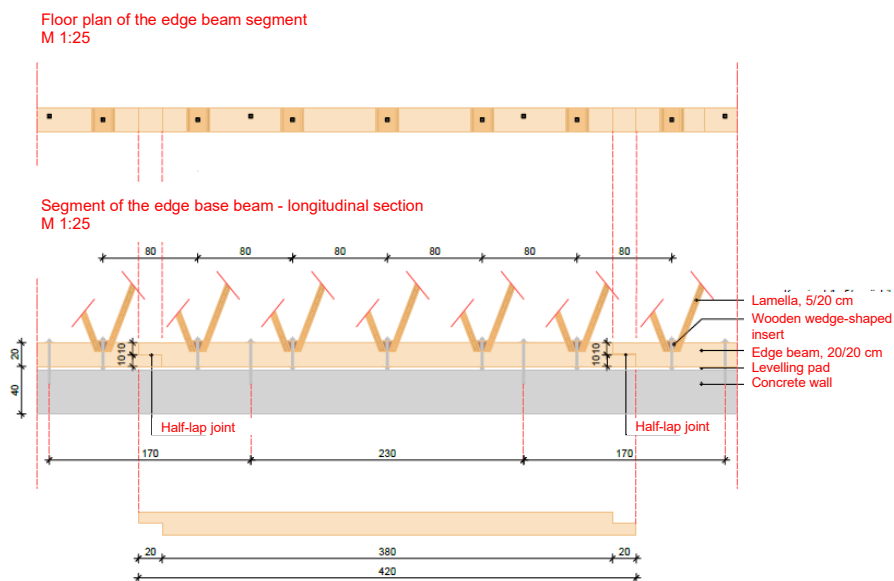 Floor plan of the edge beam segment
M 1:25
Segment of the edge base beam - longitudinal section
M 1:25
80
80
80
80
80
80
Lamella, 5/20 cm
Wooden wedge-shaped
insert
Edge beam, 20/20 cm
Levelling pad
Concrete wall
20
40
10
10
10
10
Half-lap joint
Half-lap joint
170
230
170
20
380
20
420